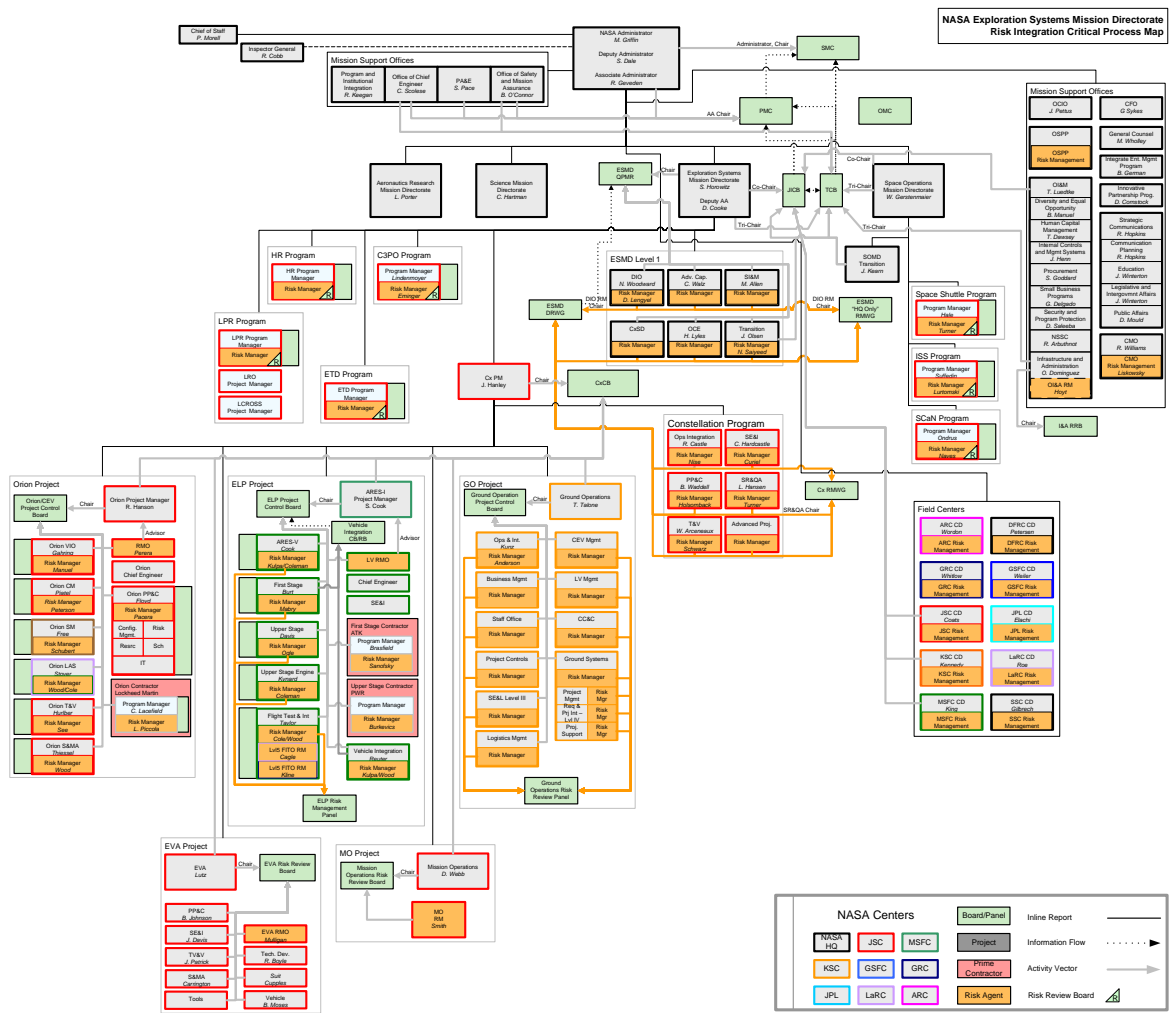 NASA Exploration Systems Mission Directorate
Risk Integration Critical Process Map
Chief of Staff
P. Morell
Inspector General
R. Cobb
NASA Administrator
M. Griffin
Deputy Administrator
S. Dale
Associate Administrator
R. Geveden
Administrator, Chair
SMC
Mission Support Offices
Program and
Institutional
Integration
R. Keegan
Office of Chief
Engineer
C. Scolese
PA&E
S. Pace
Office of Safety
and Mission
Assurance
B. O'Connor
AA Chair
PMC
OMC
Mission Support Offices
OCIO
J. Pettus
CFO
G Sykes
OSPP
OSPP
Risk Management
General Counsel
M. Wholley
Integrate Ent. Mgmt
Program
B. German
OI&M
T. Luedtke
Diversity and Equal
Opportunity
B. Manuel
Human Capital
Management
T. Dewsey
Internal Controls
and Mgmt Systems
J. Henn
Procurement
S. Goddard
Small Business
Programs
G. Delgado
Security and
Program Protection
D. Saleeba
NSSC
R. Arbuthnot
Infrastructure and
Administration
O. Dominguez
OI&A RM
Hoyt
Innovative
Partnership Prog.
D. Comstock
Strategic
Communications
R. Hopkins
Communication
Planning
R. Hopkins
Education
J. Winterton
Legislative and
Intergovmnt Affairs
J. Winterton
Public Affairs
D. Mould
CMO
R. Williams
CMO
Risk Management
Liskowsky
Chair
I&A RRB
Aeronautics Research
Mission Directorate
L. Porter
Science Mission
Directorate
C. Hartman
ESMD
QPMR
Chair
Exploration Systems
Mission Directorate
S. Horowitz
Deputy AA
D. Cooke
Co-Chair
JICB
TCB
Co-Chair
Tri-Chair
Tri-Chair
Tri-Chair
Space Operations
Mission Directorate
W. Gerstenmeier
SOMD
Transition
J. Keern
HR Program
HR Program
Manager
Risk Manager
R
C3PO Program
Program Manager
Lindenmoyer
Risk Manager
Eminger
R
LPR Program
LPR Program
Manager
Risk Manager
R
LRO
Project Manager
LCROSS
Project Manager
ETD Program
ETD Program
Manager
Risk Manager
R
ESMD Level 1
DIO
N. Woodward
Risk Manager
D. Lengyel
Adv. Cap.
C. Walz
Risk Manager
SI&M
M. Allen
Risk Manager
CxSD
Risk Manager
OCE
H. Lyles
Risk Manager
Transition
J. Olsen
Risk Manager
N. Saiyeed
ESMD
DRWG
DIO RM
Chair
DIO RM
Chair
ESMD
"HQ Only"
RMWG
Space Shuttle Program
Program Manager
Hale
Risk Manager
Turner
R
ISS Program
Program Manager
Suffedin
Risk Manager
Lurtomski
R
SCaN Program
Program Manager
Ondrus
Risk Manager
Naves
R
Cx PM
J. Hanley
Chair
CxCB
Constellation Program
Ops Integration
R. Castle
Risk Manager
Nise
SE&I
C. Hardcastle
Risk Manager
Curiel
PP&C
B. Waddell
Risk Manager
Holsomback
SR&QA
L. Hansen
Risk Manager
Turner
T&V
W. Arceneaux
Risk Manager
Schwarz
Advanced Proj.
Risk Manager
Cx RMWG
SR&QA Chair
Field Centers
ARC CD
Worden
ARC Risk
Management
DFRC CD
Petersen
DFRC Risk
Management
GRC CD
Whitlow
GRC Risk
Management
GSFC CD
Weiler
GSFC Risk
Management
JSC CD
Coats
JSC Risk
Management
JPL CD
Elachi
JPL Risk
Management
KSC CD
Kennedy
KSC Risk
Management
LaRC CD
Roe
LaRC Risk
Management
MSFC CD
King
MSFC Risk
Management
SSC CD
Gilbrech
SSC Risk
Management
Orion Project
Orion/CEV
Project Control
Board
Chair
Orion Project Manager
R. Hanson
Advisor
Orion VIO
Gahring
Risk Manager
Manuel
RMO
Perera
Orion
Chief Engineer
Orion CM
Platel
Risk Manager
Peterson
Orion PP&C
Floyd
Risk Manager
Pacera
Config.
Mgmt.
Risk
Resrc
Sch
IT
Orion SM
Free
Risk Manager
Schubert
Orion LAS
Stover
Risk Manager
Wood/Cole
Orion Contractor
Lockheed Martin
Program Manager
C. Lacefield
Risk Manager
L. Piccola
Orion T&V
Hurlber
Risk Manager
See
Orion S&MA
Thiessel
Risk Manager
Wood
ELP Project
ELP Project
Control Board
Chair
ARES-I
Project Manager
S. Cook
Vehicle
Integration
CB/RB
Advisor
ARES-V
Cook
Risk Manager
Kulpa/Coleman
LV RMO
Chief Engineer
SE&I
First Stage
Burt
Risk Manager
Mabry
Upper Stage
Davis
Risk Manager
Ogle
First Stage Contractor
ATK
Program Manager
Bresfield
Risk Manager
Sanofsky
Upper Stage Engine
Kynard
Risk Manager
Coleman
Upper Stage Contractor
PWR
Program Manager
Risk Manager
Burkevics
Flight Test & Int
Taylor
Risk Manager
Cole/Wood
Lvl5 FITO RM
Cagle
Lvl5 FITO RM
Kline
Vehicle Integration
Reuter
Risk Manager
Kulpa/Wood
ELP Risk
Management
Panel
GO Project
Ground Operation
Project Control
Board
Chair
Ground Operations
T. Talone
Ops & Int.
Kunz
Risk Manager
Anderson
CEV Mgmt
Risk Manager
Business Mgmt
Risk Manager
LV Mgmt
Risk Manager
Staff Office
Risk Manager
CC&C
Risk Manager
Project Controls
Risk Manager
Ground Systems
Risk Manager
SE&I, Level III
Risk Manager
Project
Mgmt
Risk
Mgr
Req &
Prj Int –
Lvl IV
Risk
Mgr
Proj.
Support
Risk
Mgr
Logistics Mgmt
Risk Manager
Ground
Operations Risk
Review Panel
EVA Project
EVA
Lutz
Chair
EVA Risk Review
Board
PP&C
B. Johnson
SE&I
J. Davis
EVA RMO
Mulligan
TV&V
J. Patrick
Tech. Dev.
R. Boyle
S&MA
Carrington
Suit
Cupples
Tools
Vehicle
B. Moses
MO Project
Mission
Operations Risk
Review Board
Chair
Mission Operations
D. Webb
MO
RM
Smith
NASA Centers
NASA
HQ
JSC
MSFC
KSC
GSFC
GRC
JPL
LaRC
ARC
Board/Panel
Project
Prime
Contractor
Risk Agent
Inline Report
Information Flow
Activity Vector
Risk Review Board
R